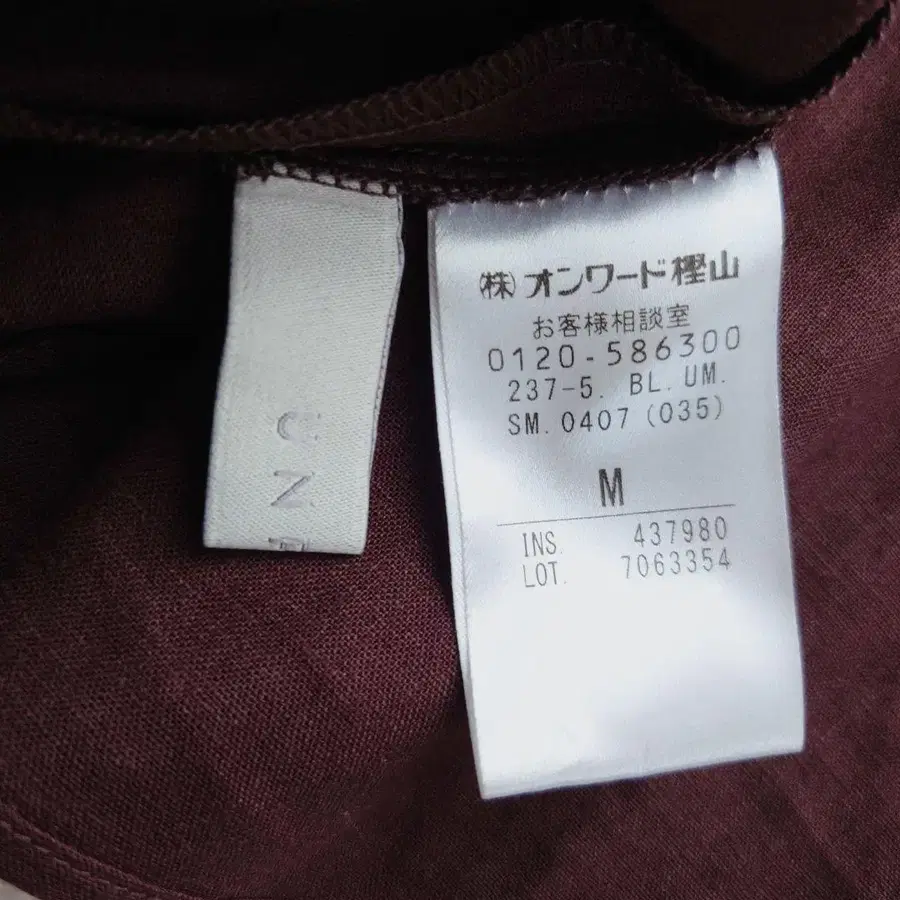 ㈱オンワード樫山
お客様相談室
0120-586300
237-5. BL. UM.
SM. 0407 (035)
M
INS. 437980
LOT. 7063354